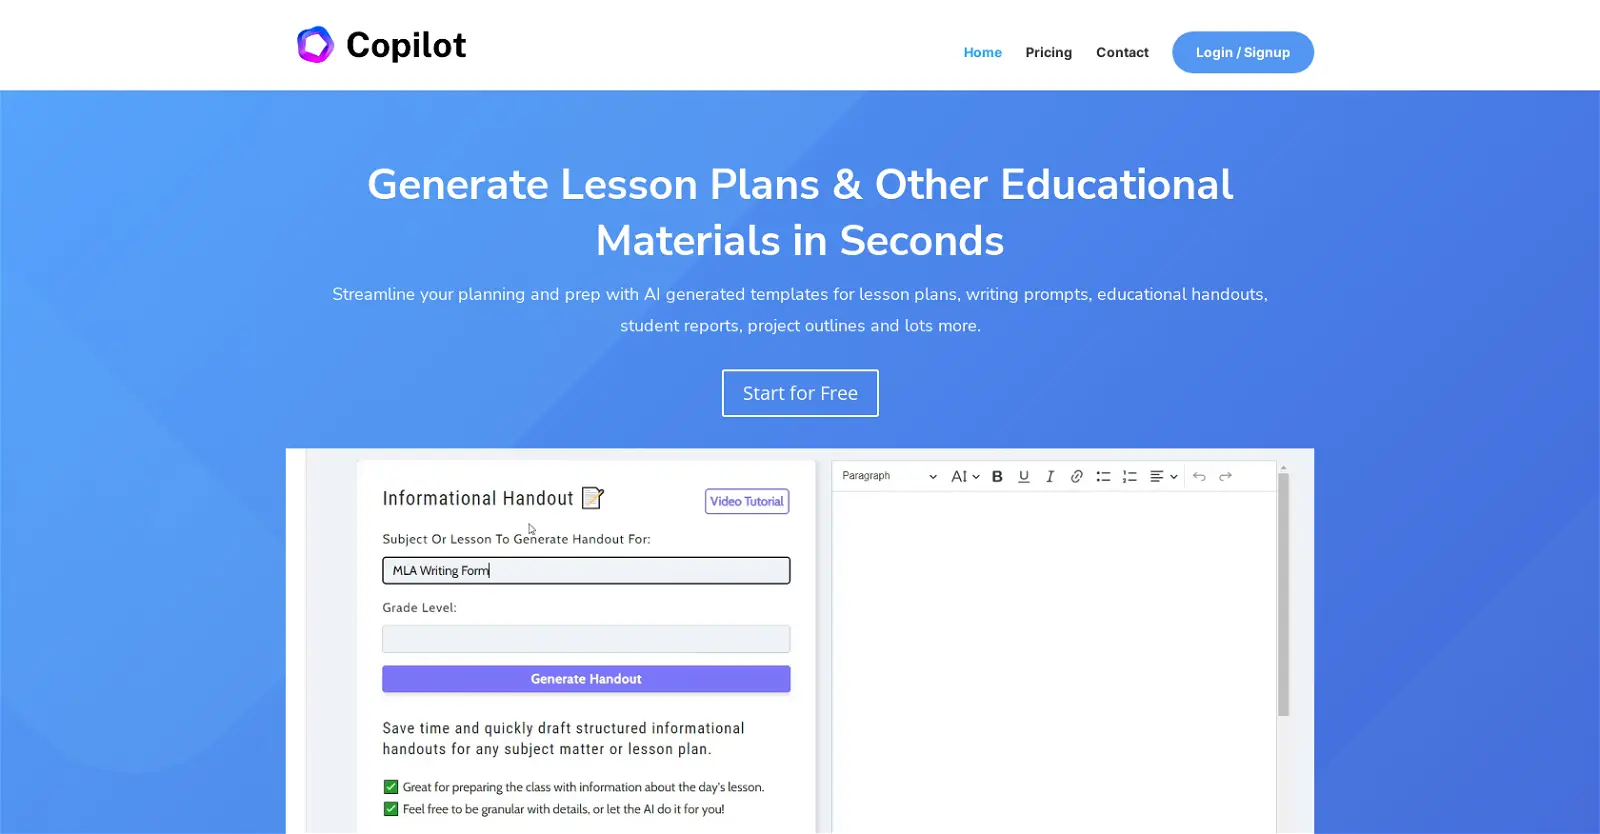 Copilot
Home
Pricing
Contact
Login / Signup
Generate Lesson Plans & Other Educational
Materials in Seconds
Streamline your planning and prep with AI generated templates for lesson plans, writing prompts, educational handouts,
student reports, project outlines and lots more.
Start for Free
Informational Handout
Video Tutorial
Subject Or Lesson To Generate Handout For:
MLA Writing Form
Grade Level:
Generate Handout
Save time and quickly draft structured informational
handouts for any subject matter or lesson plan.
Great for preparing the class with information about the day's lesson.
Feel free to be granular with details, or let the AI do it for you!
Paragraph
AI
B
U
I